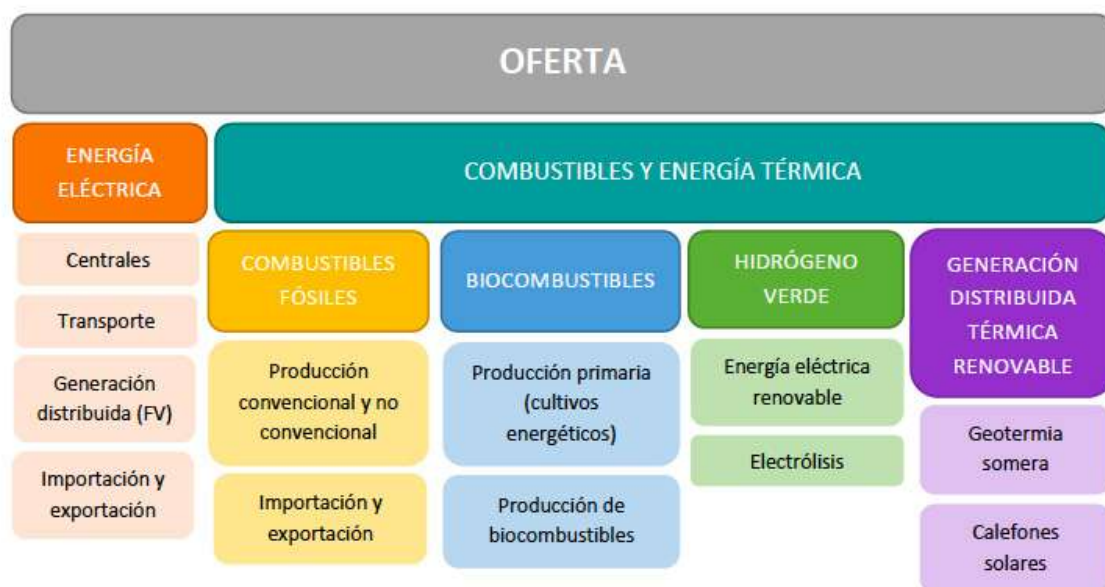 OFERTA
ENERGÍA
ELÉCTRICA
COMBUSTIBLES Y ENERGÍA TÉRMICA
Centrales
Transporte
Generación
distribuida (FV)
Importación y
exportación
COMBUSTIBLES
FÓSILES
Producción
convencional y no
convencional
Importación y
exportación
BIOCOMBUSTIBLES
Producción primaria
(cultivos
energéticos)
Producción de
biocombustibles
HIDRÓGENO
VERDE
Energía eléctrica
renovable
Electrólisis
GENERACIÓN
DISTRIBUIDA
TÉRMICA
RENOVABLE
Geotermia
somera
Calefones
solares